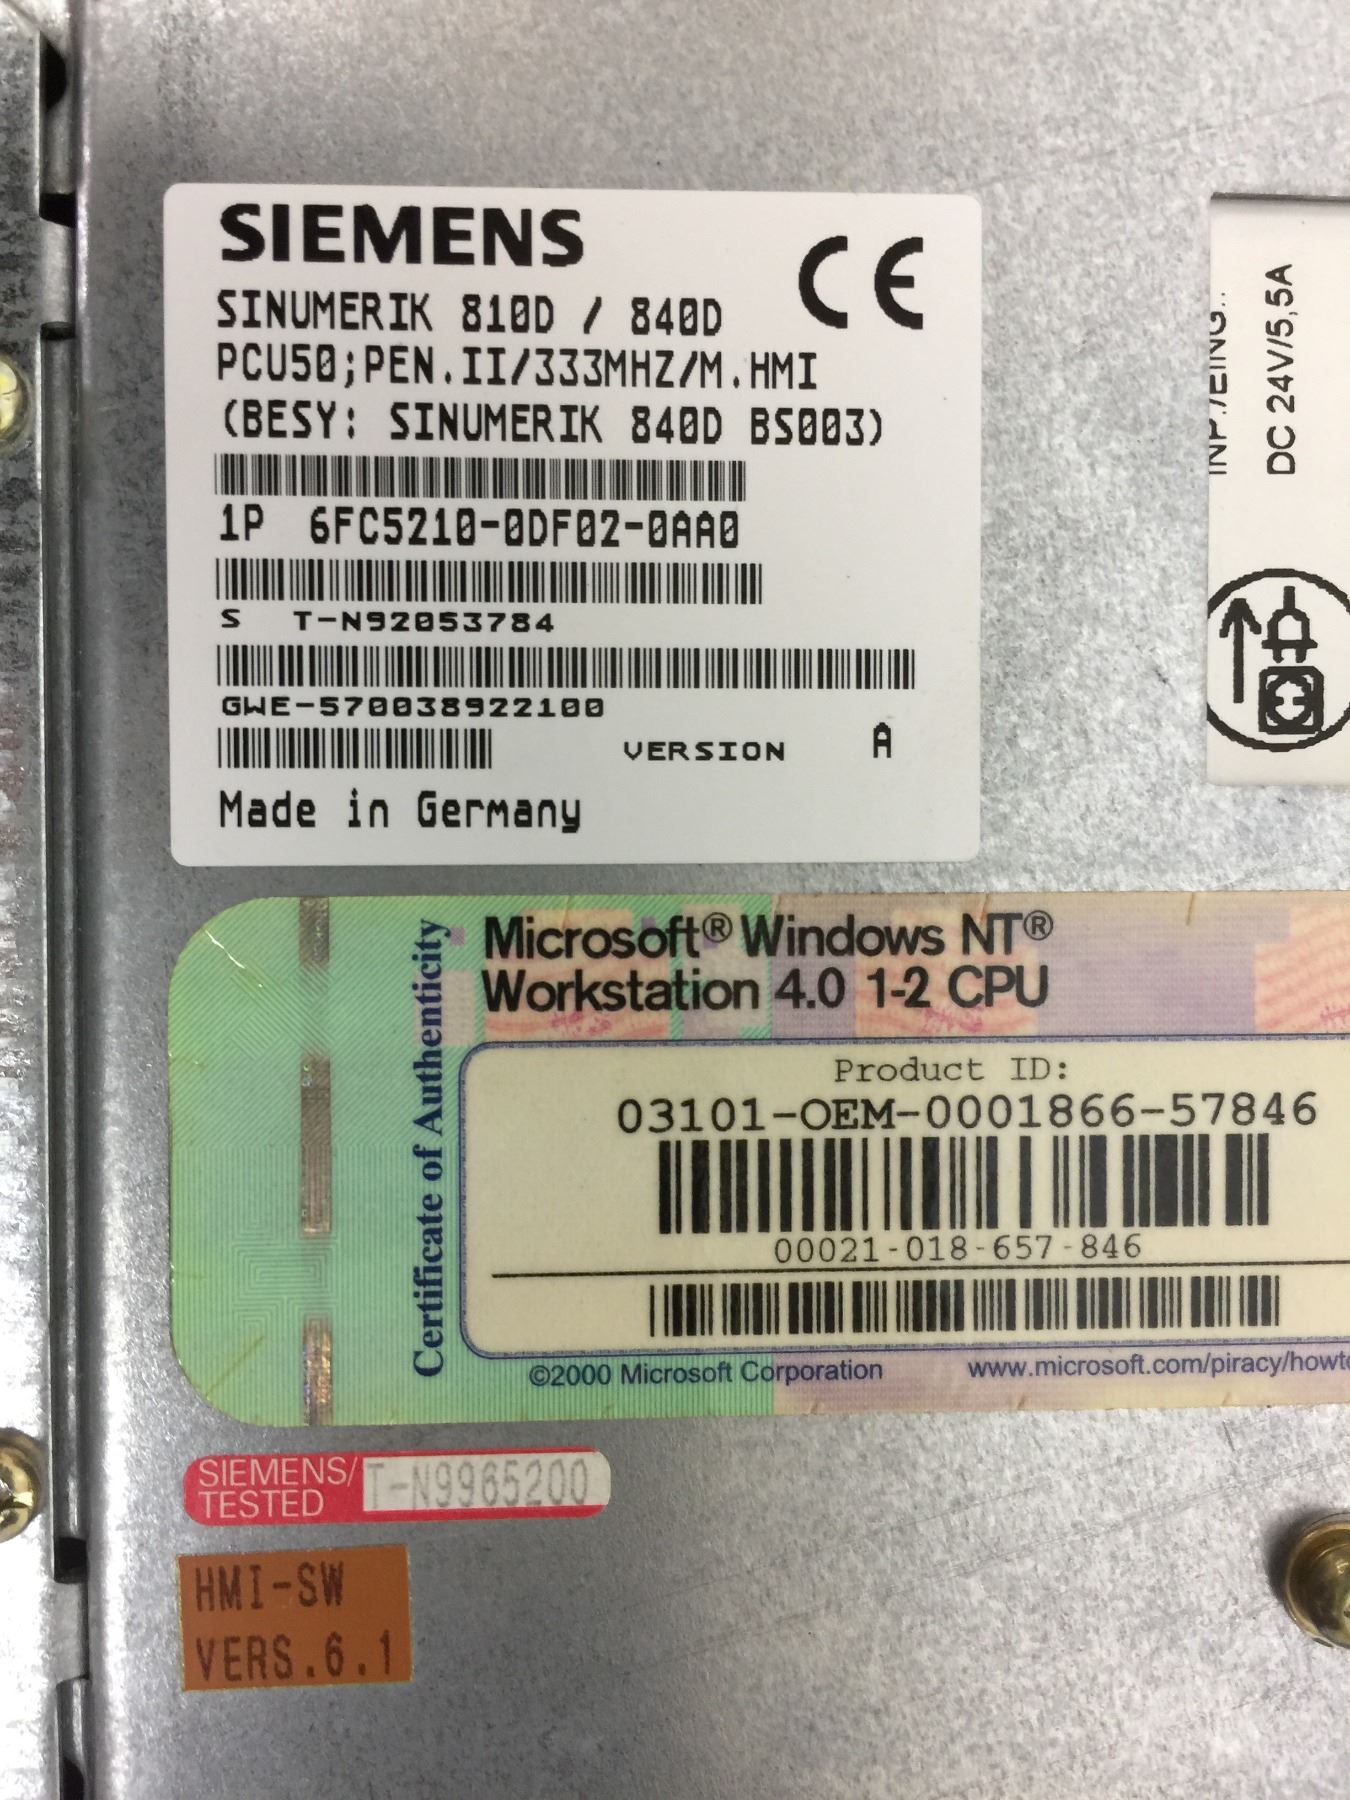 SIEMENS
CE
SINUMERIK 810D / 840D
PCU50;PEN.II/333MHZ/M.HMI
(BESY: SINUMERIK 840D BS003)
1P 6FC5210-0DF02-0AA0
S T-N92053784
GWE-570038922100
VERSION A
Made in Germany
INP./EING..
DC 24V/5,5A
Certificate of Authenticity
Microsoft® Windows NT®
Workstation 4.0 1-2 CPU
Product ID:
03101-OEM-0001866-57846
00021-018-657-846
©2000 Microsoft Corporation www.microsoft.com/piracy/howto
SIEMENS/
TESTED
T-N9965200
HMI-SW
VERS.6.1